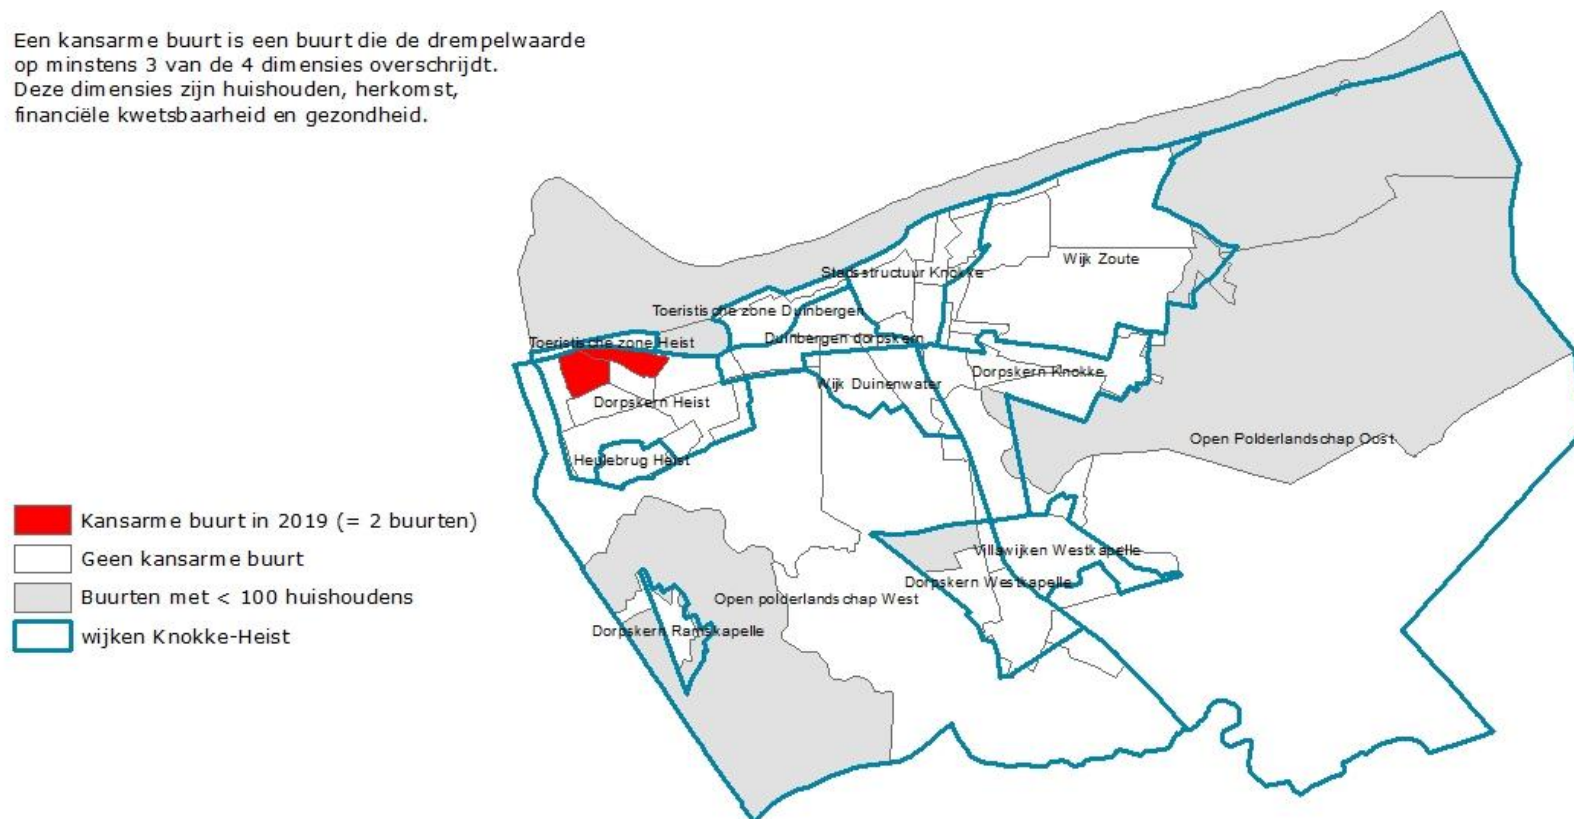 Een kansarme buurt is een buurt die de drempelwaarde
op minstens 3 van de 4 dimensies overschrijdt.
Deze dimensies zijn huishouden, herkomst,
financiële kwetsbaarheid en gezondheid.
Wijk Zoute
Stadsstructuur Knokke
Toeristische zone Duinbergen
Duinbergen dorpskern
Toeristische zone Heist
Dorpskern Knokke
Wijk Duinenwater
Dorpskern Heist
Open Polderlandschap Oost
Heulebrug Heist
Villawijken Westkapelle
Dorpskern Westkapelle
Open polderlandschap West
Dorpskern Ramskapelle
Kansarme buurt in 2019 (= 2 buurten)
Geen kansarme buurt
Buurten met < 100 huishoudens
wijken Knokke-Heist